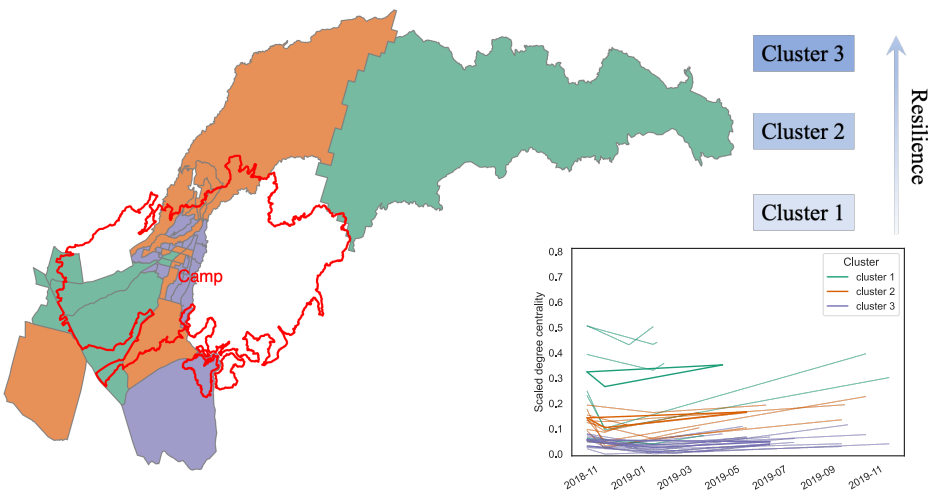 Cluster 3
Cluster 2
Cluster 1
Resilience
Camp
0.8
0.7
0.6
0.5
0.4
0.3
0.2
0.1
0.0
Scaled degree centrality
Cluster
cluster 1
cluster 2
cluster 3
2018-11
2019-01
2019-03
2019-05
2019-07
2019-09
2019-11